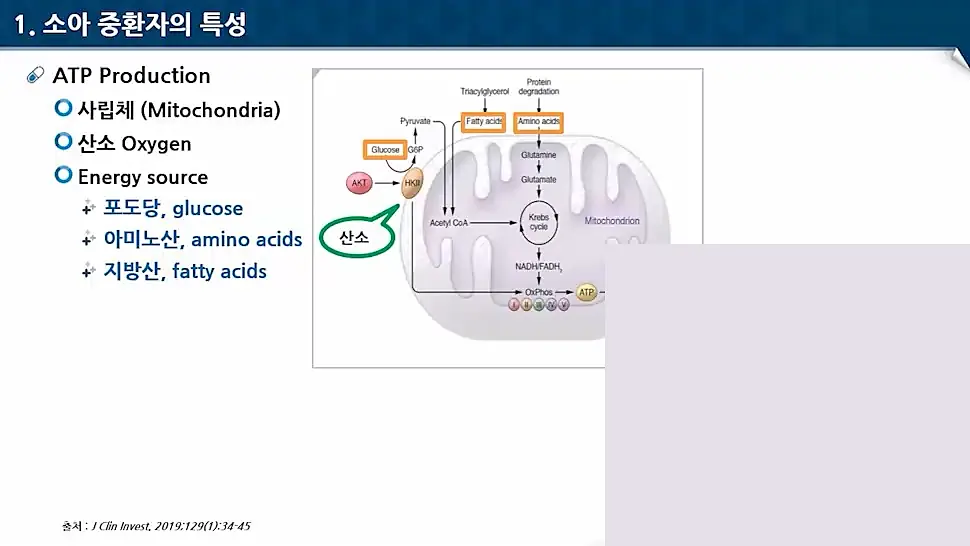 1. 소아 중환자의 특성
ATP Production
사립체 (Mitochondria)
산소 Oxygen
Energy source
포도당, glucose
아미노산, amino acids
지방산, fatty acids
Triacylglycerol
Protein
degradation
Pyruvate
Fatty acids
Amino acids
Glucose
G6P
Glutamine
AKT
HKII
Glutamate
산소
Acetyl CoA
Krebs
cycle
Mitochondrion
NADH/FADH₂
OxPhos
ATP
I II III IV V
출처 : J Clin Invest, 2019;129(1):34-45